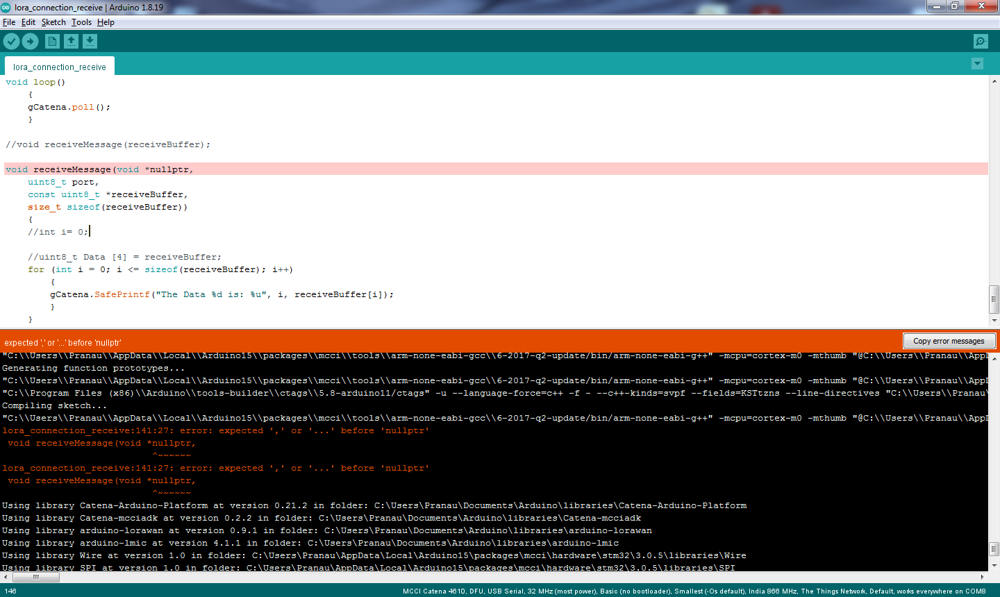 lora_connection_receive | Arduino 1.8.19
File Edit Sketch Tools Help
lora_connection_receive
void loop()
{
gCatena.poll();
}
//void receiveMessage(receiveBuffer);
void receiveMessage(void *nullptr,
uint8_t port,
const uint8_t *receiveBuffer,
size_t sizeof(receiveBuffer))
{
//int i= 0;
//uint8_t Data [4] = receiveBuffer;
for (int i = 0; i <= sizeof(receiveBuffer); i++)
{
gCatena.SafePrintf("The Data %d is: %u", i, receiveBuffer[i]);
}
}
expected ',' or '...' before 'nullptr'
Copy error messages
"C:\\Users\\Pranau\\AppData\\Local\\Arduino15\\packages\\mcci\\tools\\arm-none-eabi-gcc\\6-2017-q2-update/bin/arm-none-eabi-g++" -mcpu=cortex-m0 -mthumb "@C:\\Users\\Pranau\\App
Generating function prototypes...
"C:\\Users\\Pranau\\AppData\\Local\\Arduino15\\packages\\mcci\\tools\\arm-none-eabi-gcc\\6-2017-q2-update/bin/arm-none-eabi-g++" -mcpu=cortex-m0 -mthumb "@C:\\Users\\Pranau\\AppD
"C:\\Program Files (x86)\\Arduino\\tools-builder\\ctags\\5.8-arduino11/ctags" -u --language-force=c++ -f - --c++-kinds=svpf --fields=KSTtzns --line-directives "C:\\Users\\Pranau\
Compiling sketch...
"C:\\Users\\Pranau\\AppData\\Local\\Arduino15\\packages\\mcci\\tools\\arm-none-eabi-gcc\\6-2017-q2-update/bin/arm-none-eabi-g++" -mcpu=cortex-m0 -mthumb "@C:\\Users\\Pranau\\AppD
lora_connection_receive:141:27: error: expected ',' or '...' before 'nullptr'
void receiveMessage(void *nullptr,
^~~~~~~
lora_connection_receive:141:27: error: expected ',' or '...' before 'nullptr'
void receiveMessage(void *nullptr,
^~~~~~~
Using library Catena-Arduino-Platform at version 0.21.2 in folder: C:\Users\Pranau\Documents\Arduino\libraries\Catena-Arduino-Platform
Using library Catena-mcciadk at version 0.2.2 in folder: C:\Users\Pranau\Documents\Arduino\libraries\Catena-mcciadk
Using library arduino-lorawan at version 0.9.1 in folder: C:\Users\Pranau\Documents\Arduino\libraries\arduino-lorawan
Using library arduino-lmic at version 4.1.1 in folder: C:\Users\Pranau\Documents\Arduino\libraries\arduino-lmic
Using library Wire at version 1.0 in folder: C:\Users\Pranau\AppData\Local\Arduino15\packages\mcci\hardware\stm32\3.0.5\libraries\Wire
Using library SPI at version 1.0 in folder: C:\Users\Pranau\AppData\Local\Arduino15\packages\mcci\hardware\stm32\3.0.5\libraries\SPI
146 MCCI Catena 4610, DFU, USB Serial, 32 MHz (most power), Basic (no bootloader), Smallest (-Os default), India 866 MHz, The Things Network, Default, works everywhere on COM8